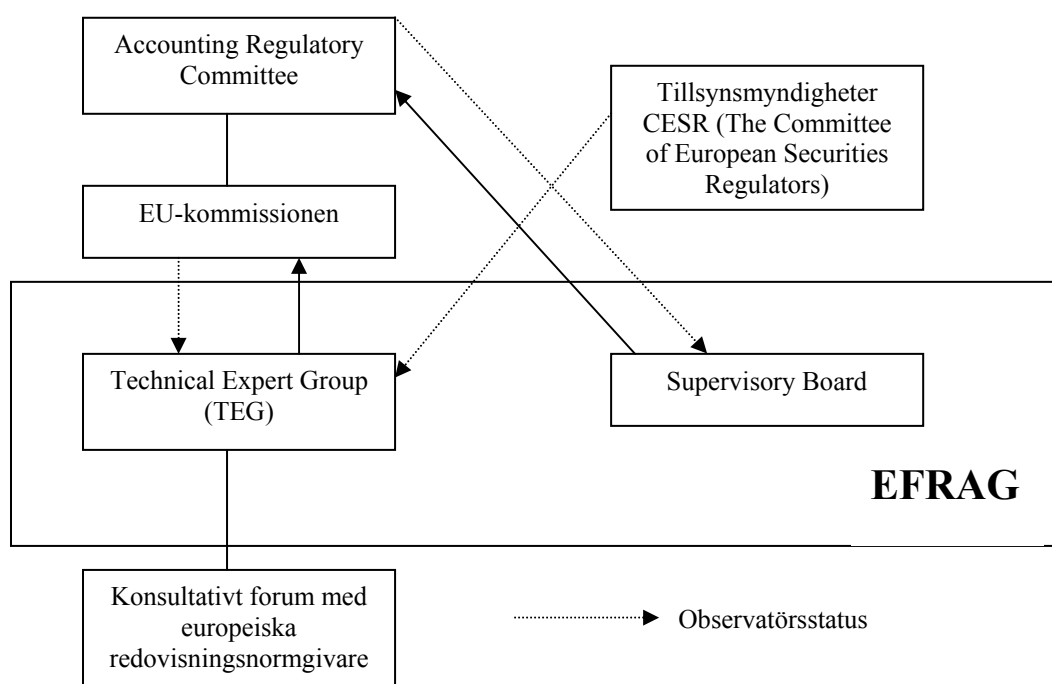 Accounting Regulatory
Committee
Tillsynsmyndigheter
CESR (The Committee
of European Securities
Regulators)
EU-kommissionen
Technical Expert Group
(TEG)
Supervisory Board
EFRAG
Konsultativt forum med
europeiska
redovisningsnormgivare
Observatörsstatus